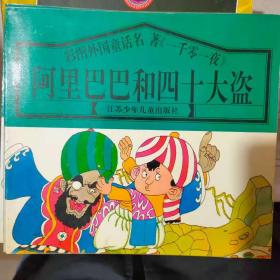 彩图外国童话名著《一千零一夜》
阿里巴巴和四十大盗
江苏少年儿童出版社